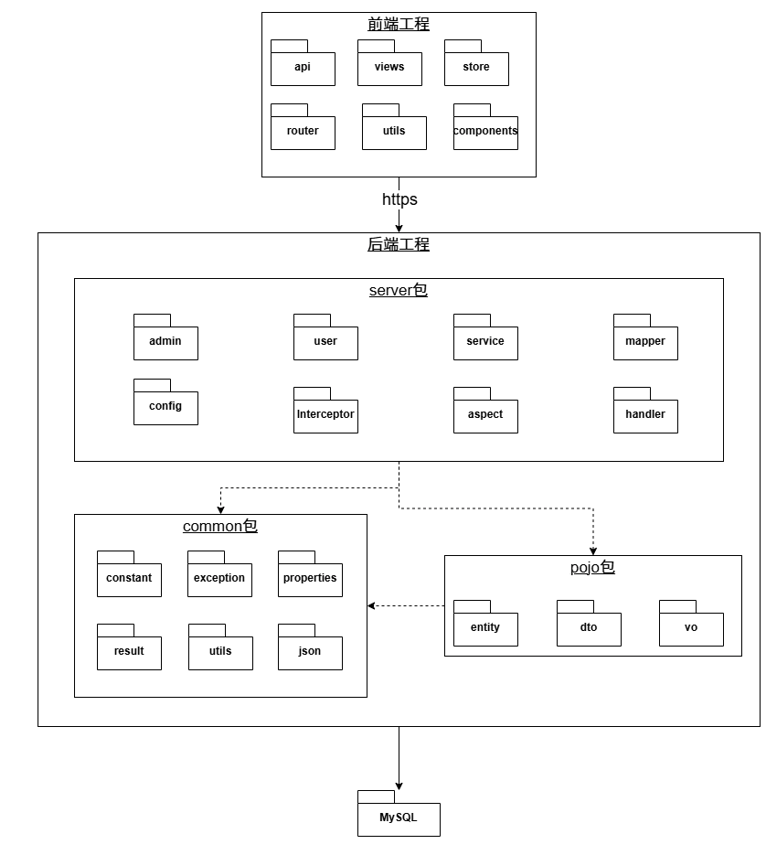 前端工程
api
views
store
router
utils
components
https
后端工程
server包
admin
user
service
mapper
config
Interceptor
aspect
handler
common包
constant
exception
properties
result
utils
json
pojo包
entity
dto
vo
MySQL